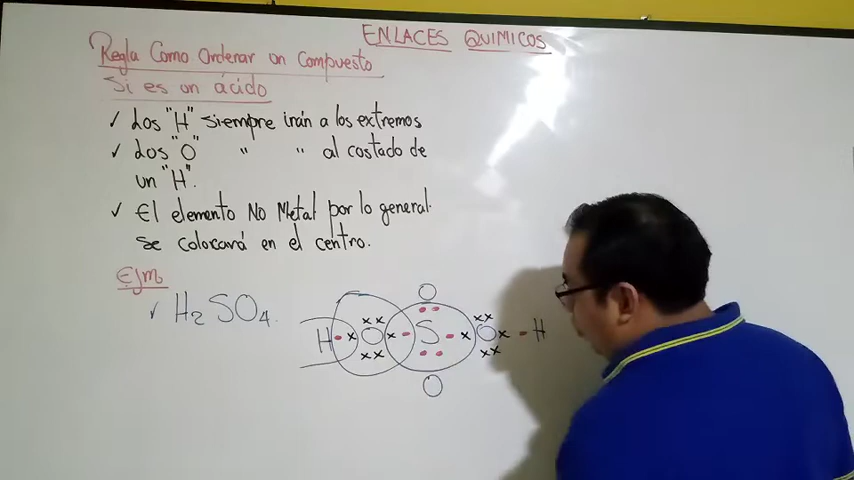 ENLACES QUIMICOS
Regla Como Ordenar un Compuesto
Si es un ácido
✓ Los "H" siempre irán a los extremos
✓ Los "O" " " al costado de
un "H".
✓ El elemento No Metal por lo general
se colocará en el centro.
Ejm
✓ H₂SO₄.
O
H O S O H
O